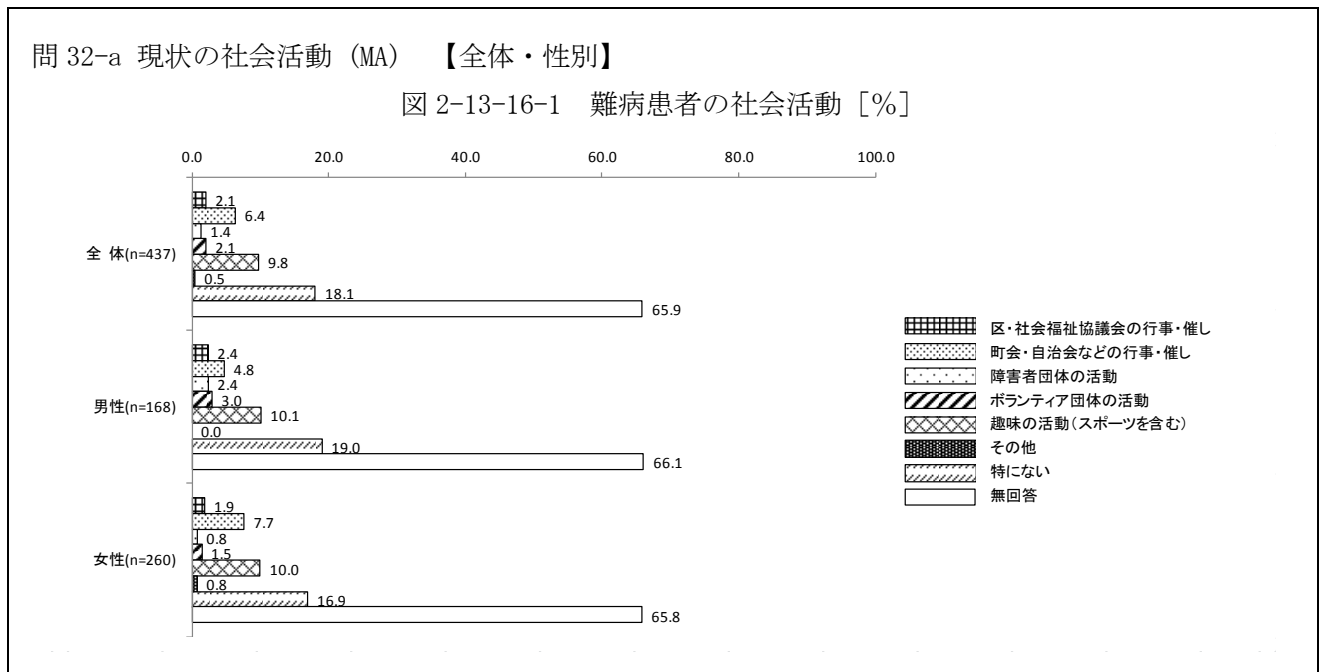 問 32-a 現状の社会活動 (MA) 【全体・性別】
図 2-13-16-1 難病患者の社会活動［%］
0.0 20.0 40.0 60.0 80.0 100.0
全 体(n=437)
2.1
6.4
1.4
2.1
9.8
0.5
18.1
65.9
男性(n=168)
2.4
4.8
2.4
3.0
10.1
0.0
19.0
66.1
女性(n=260)
1.9
7.7
0.8
1.5
10.0
0.8
16.9
65.8
区・社会福祉協議会の行事・催し
町会・自治会などの行事・催し
障害者団体の活動
ボランティア団体の活動
趣味の活動（スポーツを含む）
その他
特にない
無回答